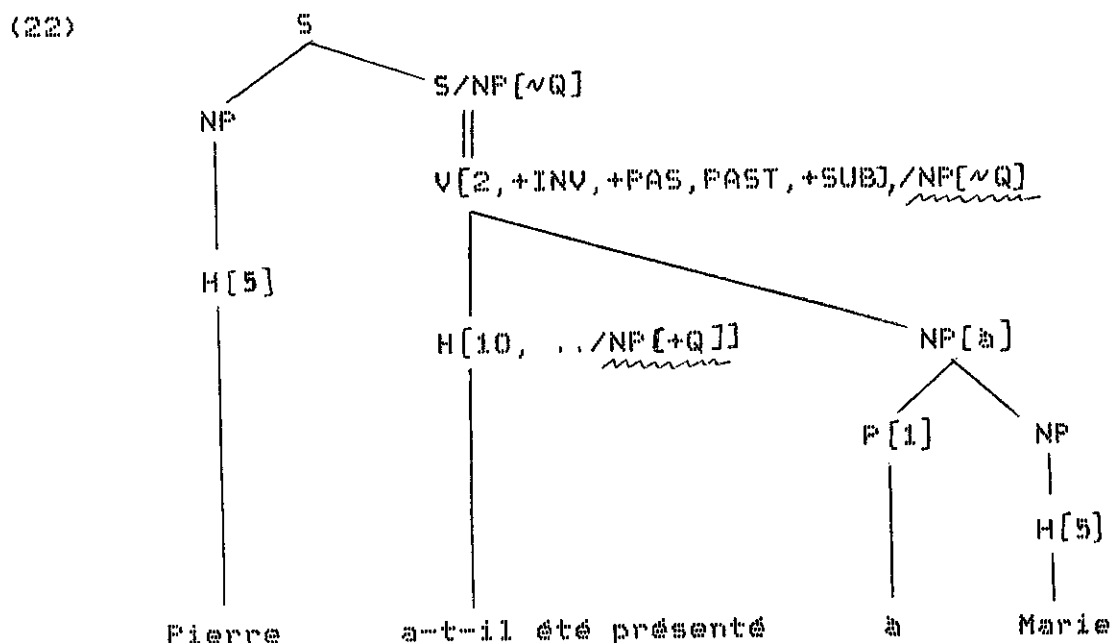 (22)
S
S/NP[~Q]
NP
V[2,+INV,+PAS,PAST,+SUB],/NP[~Q]
H[5]
H[10, ../NP[+Q]]
NP[à]
P[1]
NP
H[5]
Pierre a-t-il été présenté à Marie